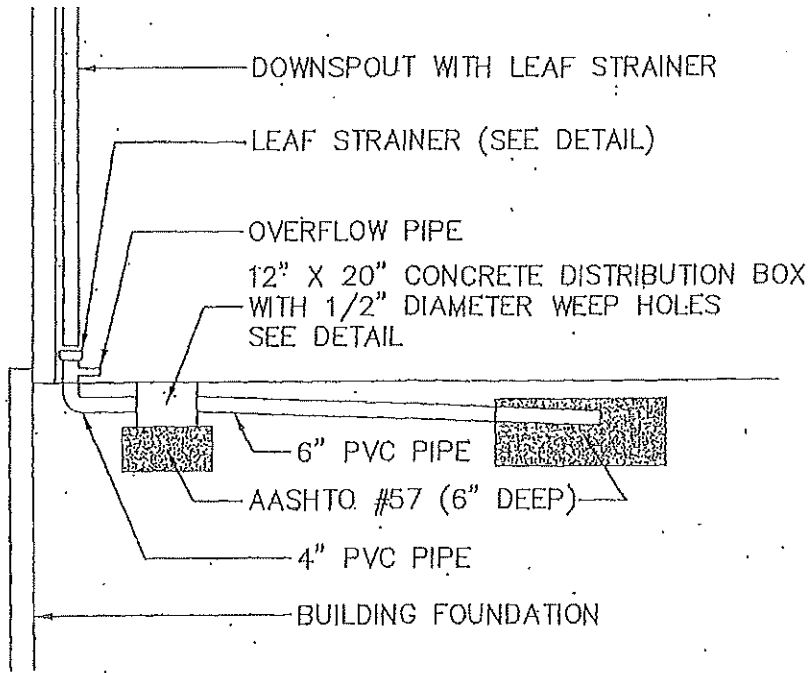 DOWNSPOUT WITH LEAF STRAINER
LEAF STRAINER (SEE DETAIL)
OVERFLOW PIPE
12" X 20" CONCRETE DISTRIBUTION BOX
WITH 1/2" DIAMETER WEEP HOLES
SEE DETAIL
6" PVC PIPE
AASHTO #57 (6" DEEP)
4" PVC PIPE
BUILDING FOUNDATION